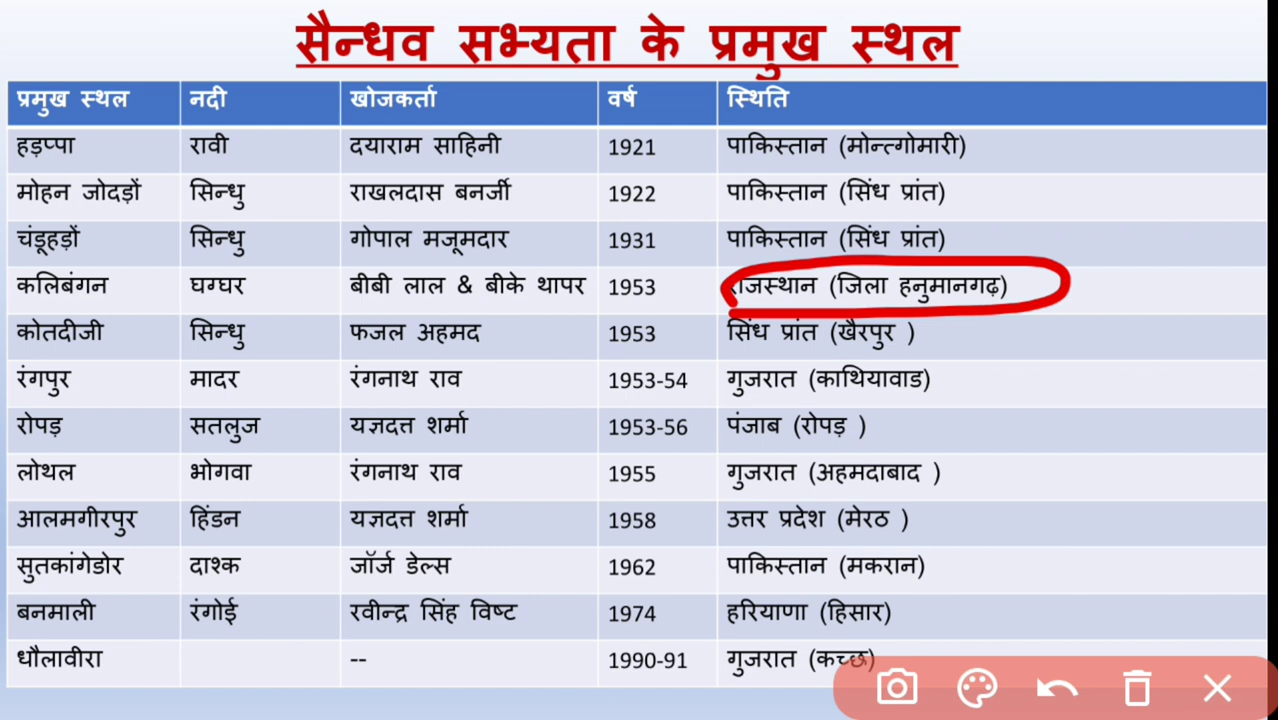 सैन्धव सभ्यता के प्रमुख स्थल
प्रमुख स्थल नदी खोजकर्ता वर्ष स्थिति
हड़प्पा रावी दयाराम साहिनी 1921 पाकिस्तान (मोन्तगोमारी)
मोहन जोदड़ों सिन्धु राखलदास बनर्जी 1922 पाकिस्तान (सिंध प्रांत)
चंडूहड़ों सिन्धु गोपाल मजूमदार 1931 पाकिस्तान (सिंध प्रांत)
कलिबंगन घग्घर बीबी लाल & बीके थापर 1953 राजस्थान (जिला हनुमानगढ़)
कोतदीजी सिन्धु फजल अहमद 1953 सिंध प्रांत (खैरपुर )
रंगपुर मादर रंगनाथ राव 1953-54 गुजरात (काथियावाड)
रोपड़ सतलुज यज्ञदत्त शर्मा 1953-56 पंजाब (रोपड़ )
लोथल भोगवा रंगनाथ राव 1955 गुजरात (अहमदाबाद )
आलमगीरपुर हिंडन यज्ञदत्त शर्मा 1958 उत्तर प्रदेश (मेरठ )
सुतकांगेडोर दाश्क जॉर्ज डेल्स 1962 पाकिस्तान (मकरान)
बनमाली रंगोई रवीन्द्र सिंह विष्ट 1974 हरियाणा (हिसार)
धौलावीरा -- 1990-91 गुजरात (कच्छ)